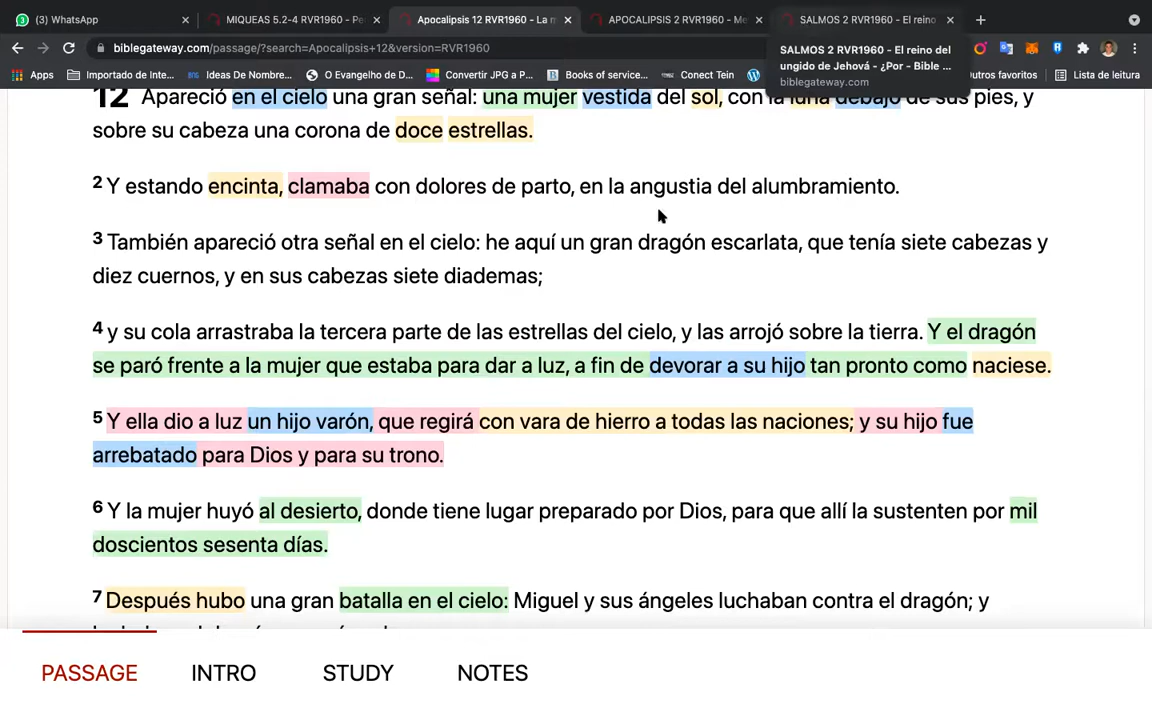 (3) WhatsApp
MIQUEAS 5.2-4 RVR1960 - Pe
Apocalipsis 12 RVR1960 - La m
APOCALIPSIS 2 RVR1960 - Me
SALMOS 2 RVR1960 - El reino
biblegateway.com/passage/?search=Apocalipsis+12&version=RVR1960
SALMOS 2 RVR1960 - El reino del
ungido de Jehová - ¿Por - Bible ...
biblegateway.com
Apps
Importado de Inte...
Ideas De Nombre...
O Evangelho de D...
Convertir JPG a P...
Books of service...
Conect Tein
utros favoritos
Lista de leitura
12 Apareció en el cielo una gran señal: una mujer vestida del sol, con la luna debajo de sus pies, y
sobre su cabeza una corona de doce estrellas.
2 Y estando encinta, clamaba con dolores de parto, en la angustia del alumbramiento.
3 También apareció otra señal en el cielo: he aquí un gran dragón escarlata, que tenía siete cabezas y
diez cuernos, y en sus cabezas siete diademas;
4 y su cola arrastraba la tercera parte de las estrellas del cielo, y las arrojó sobre la tierra. Y el dragón
se paró frente a la mujer que estaba para dar a luz, a fin de devorar a su hijo tan pronto como naciese.
5 Y ella dio a luz un hijo varón, que regirá con vara de hierro a todas las naciones; y su hijo fue
arrebatado para Dios y para su trono.
6 Y la mujer huyó al desierto, donde tiene lugar preparado por Dios, para que allí la sustenten por mil
doscientos sesenta días.
7 Después hubo una gran batalla en el cielo: Miguel y sus ángeles luchaban contra el dragón; y
PASSAGE INTRO STUDY NOTES